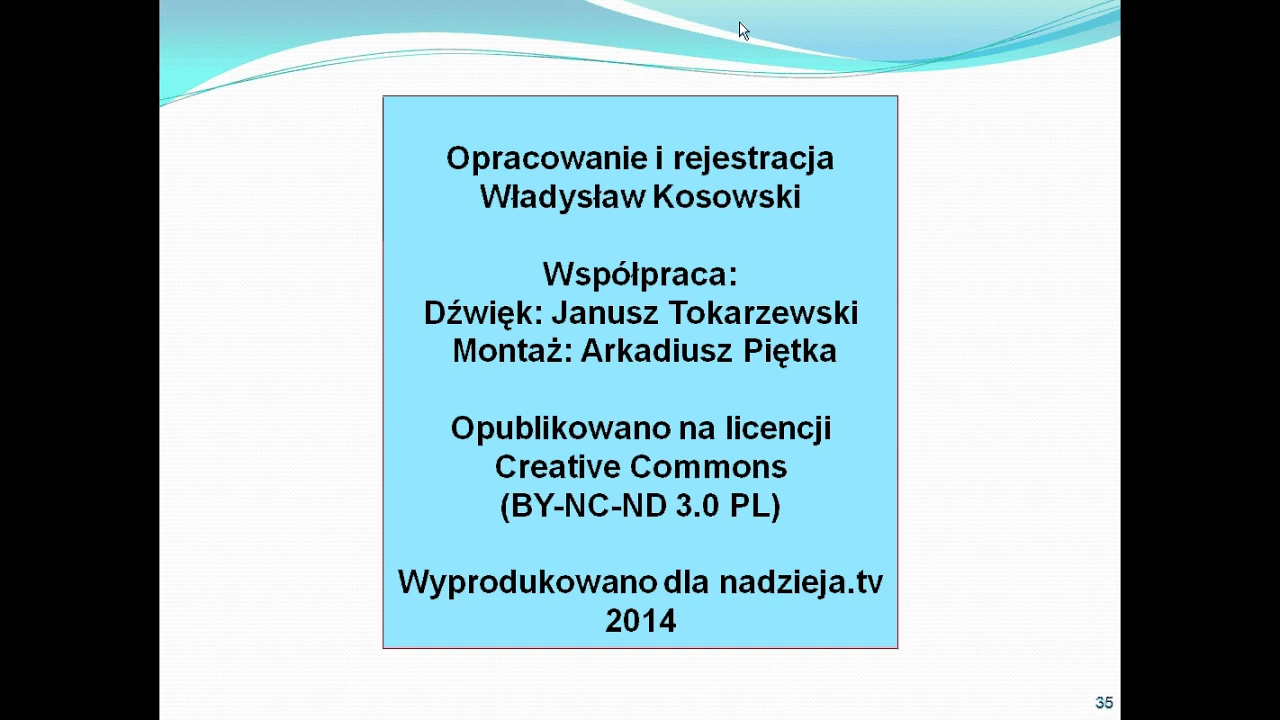 Opracowanie i rejestracja
Władysław Kosowski
Współpraca:
Dźwięk: Janusz Tokarzewski
Montaż: Arkadiusz Piętka
Opublikowano na licencji
Creative Commons
(BY-NC-ND 3.0 PL)
Wyprodukowano dla nadzieja.tv
2014
35